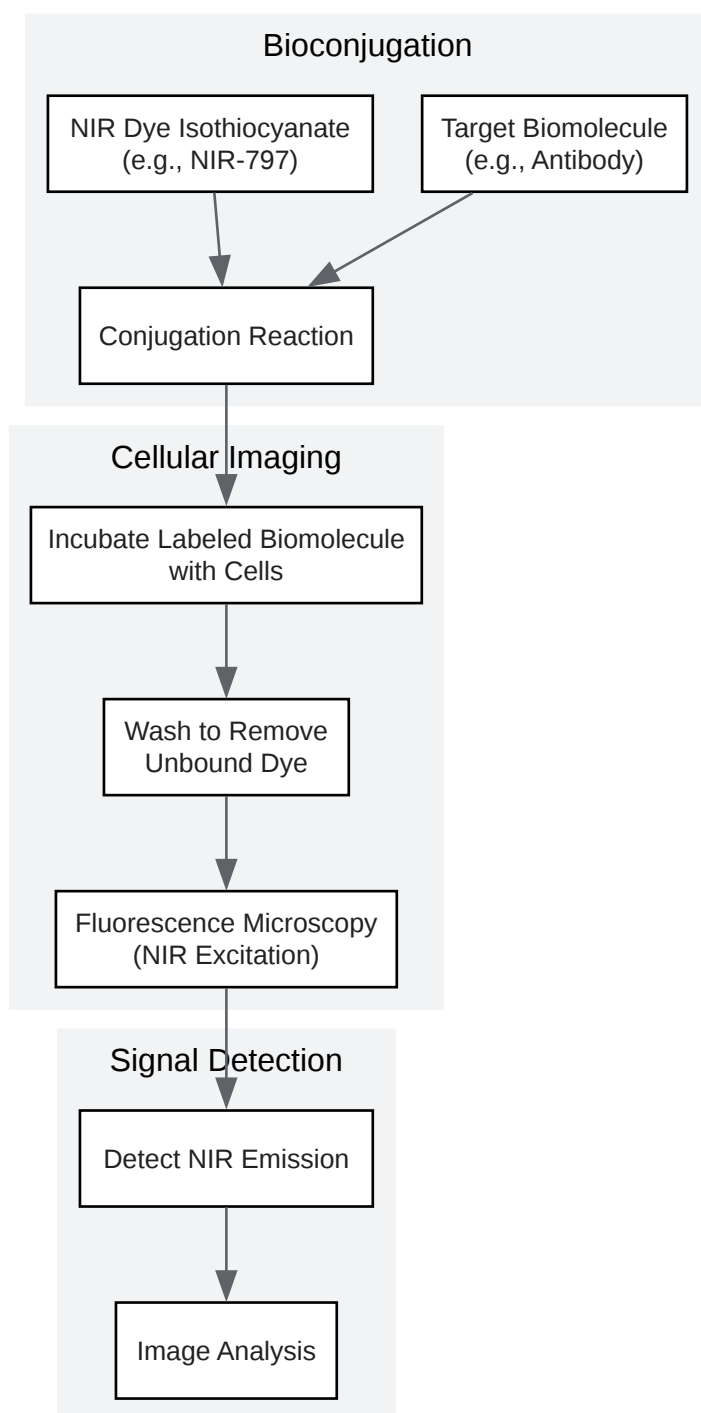 Bioconjugation
NIR Dye Isothiocyanate
(e.g., NIR-797)
Target Biomolecule
(e.g., Antibody)
Conjugation Reaction
Cellular Imaging
Incubate Labeled Biomolecule
with Cells
Wash to Remove
Unbound Dye
Fluorescence Microscopy
(NIR Excitation)
Signal Detection
Detect NIR Emission
Image Analysis